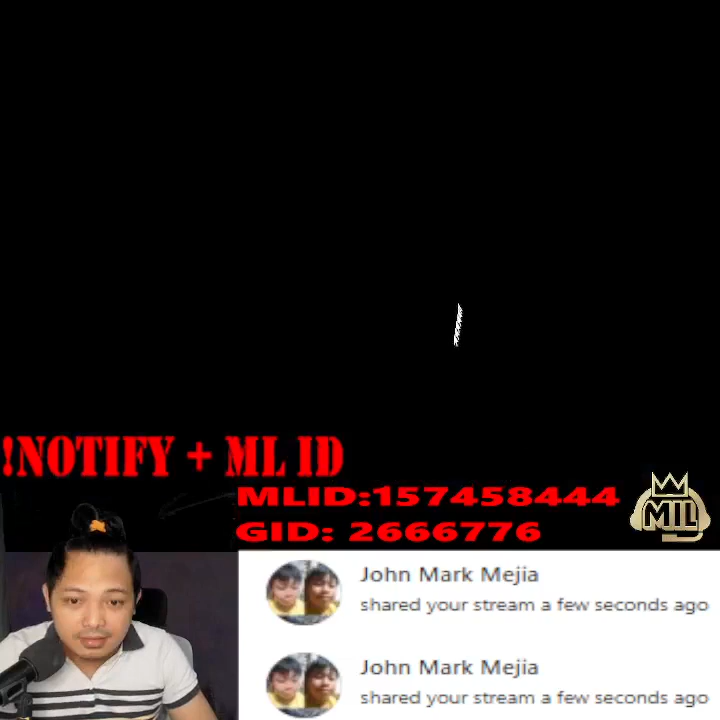 !NOTIFY + ML ID
MLID:157458444
GID: 2666776
MIL
John Mark Mejia
shared your stream a few seconds ago
John Mark Mejia
shared your stream a few seconds ago